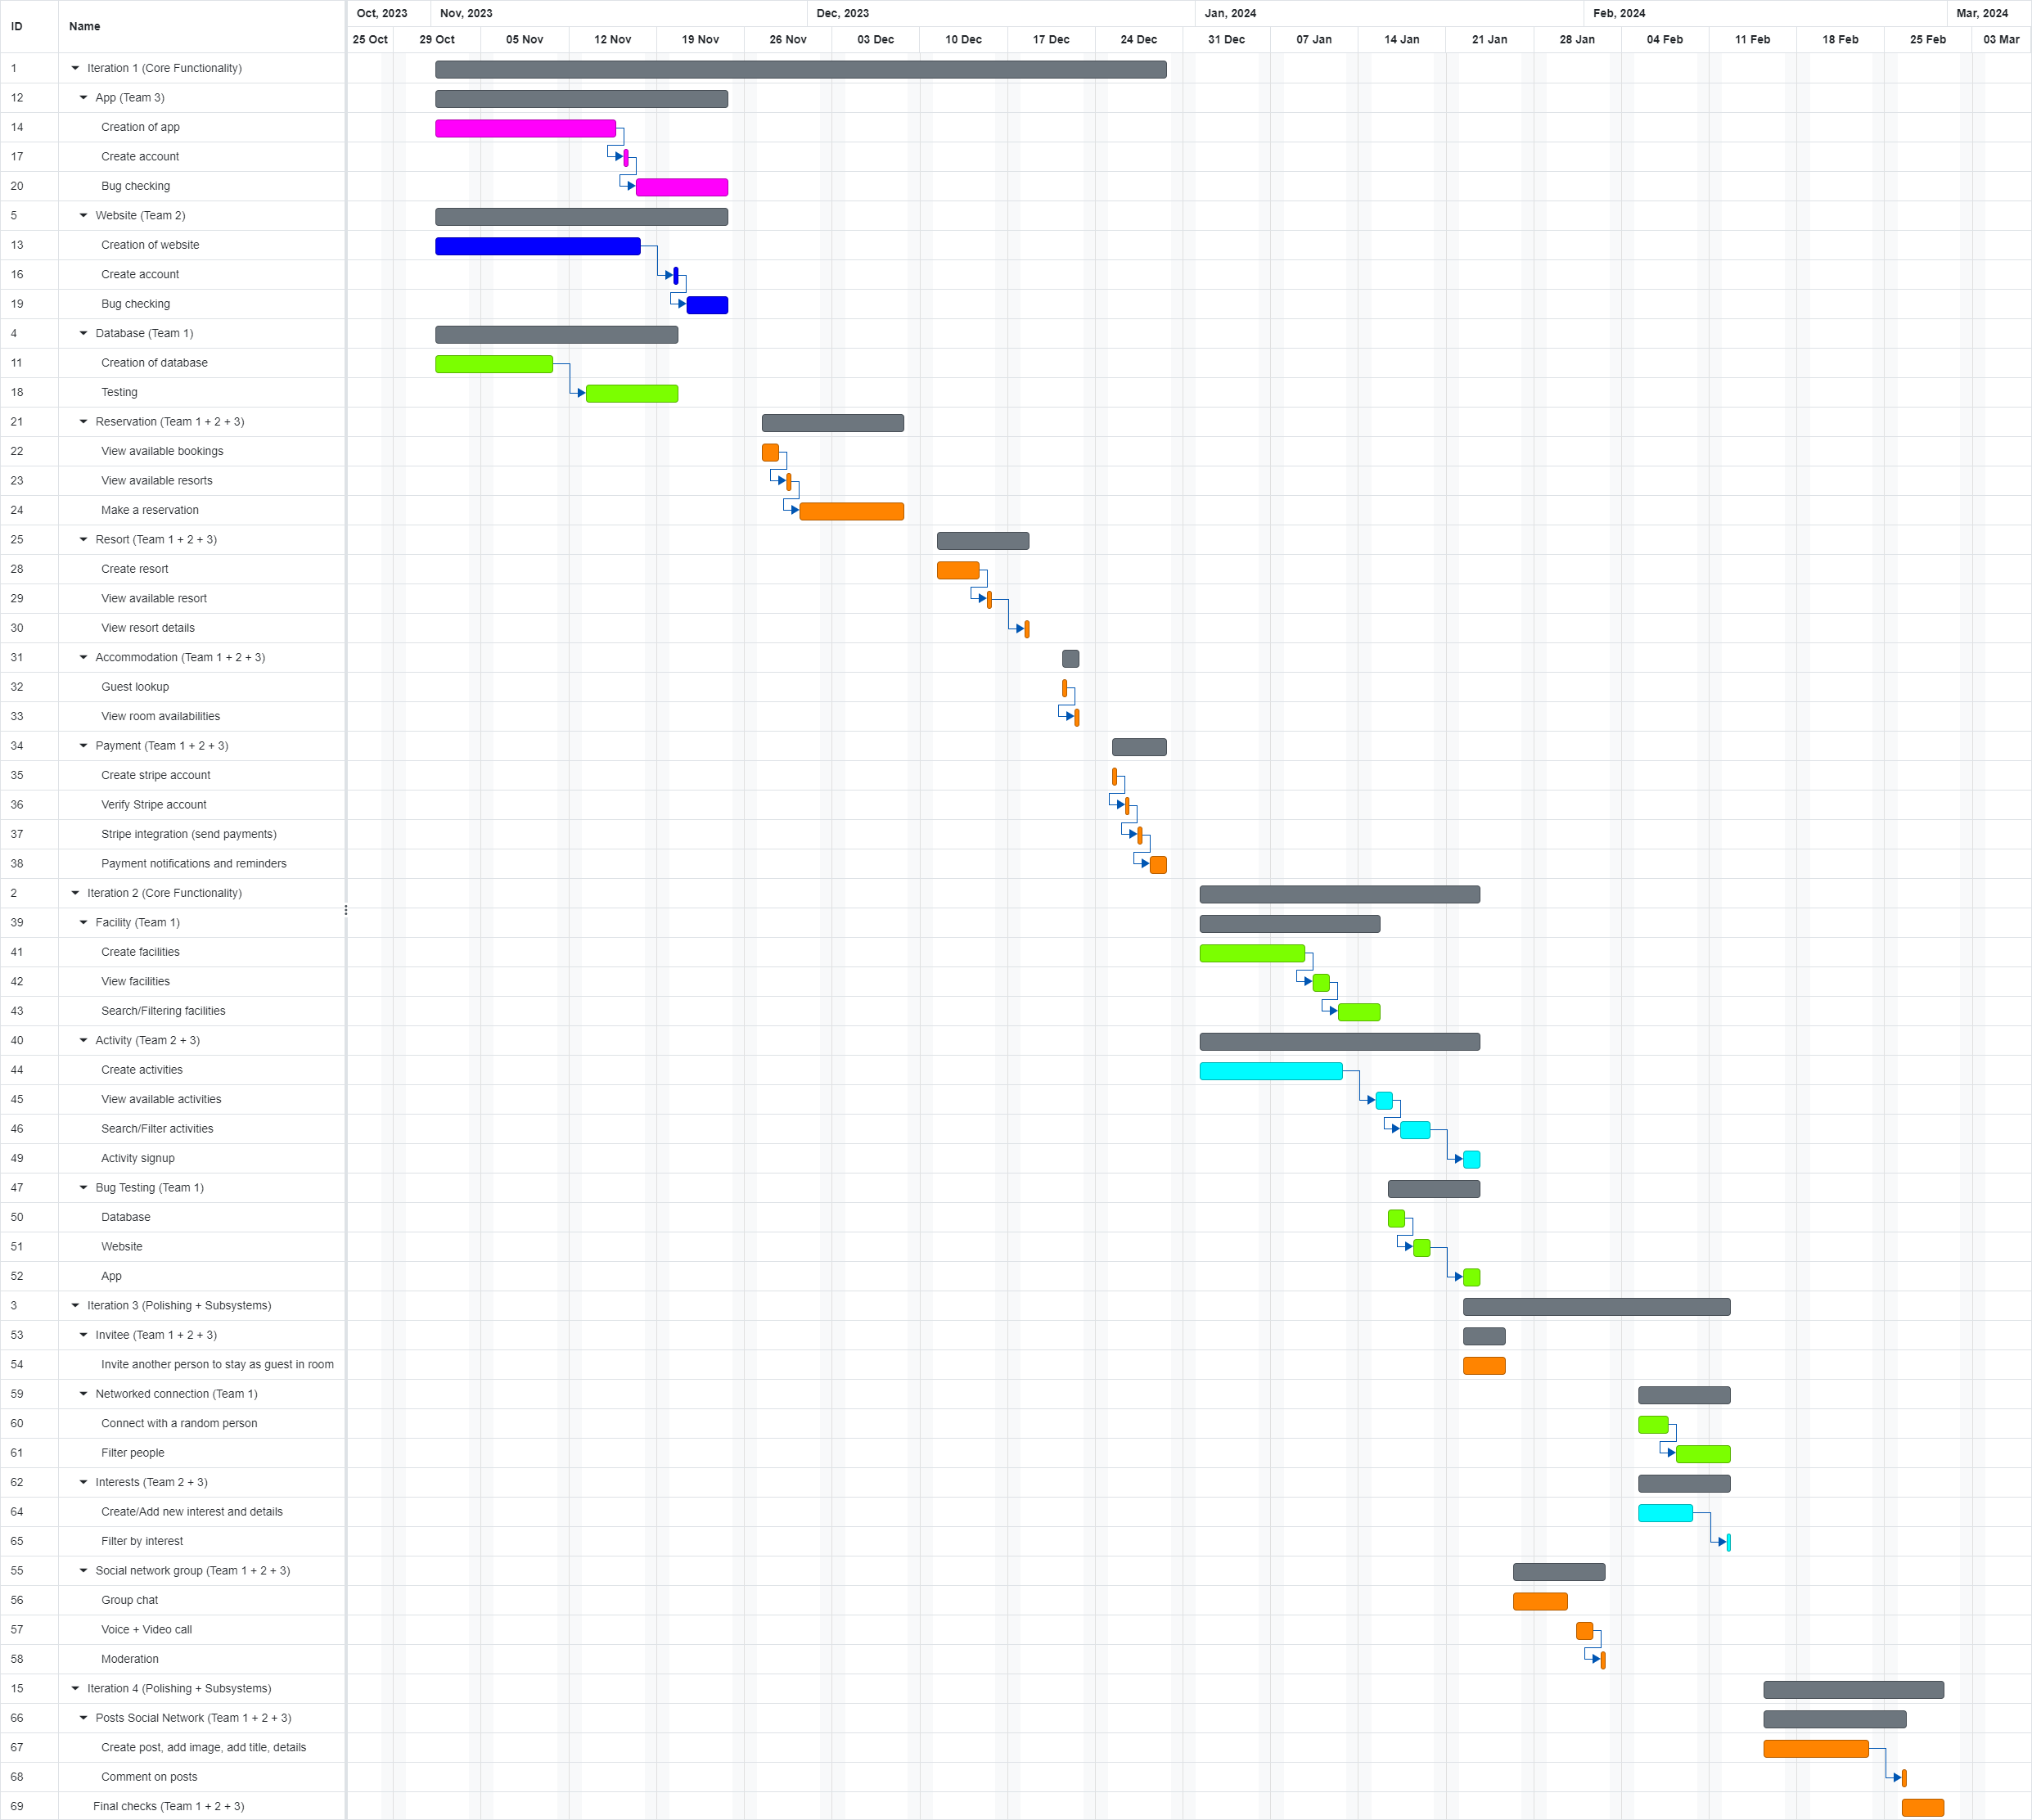 ID Name Oct, 2023 Nov, 2023 Dec, 2023 Jan, 2024 Feb, 2024 Mar, 2024
25 Oct 29 Oct 05 Nov 12 Nov 19 Nov 26 Nov 03 Dec 10 Dec 17 Dec 24 Dec 31 Dec 07 Jan 14 Jan 21 Jan 28 Jan 04 Feb 11 Feb 18 Feb 25 Feb 03 Mar
1 Iteration 1 (Core Functionality)
12 App (Team 3)
14 Creation of app
17 Create account
20 Bug checking
5 Website (Team 2)
13 Creation of website
16 Create account
19 Bug checking
4 Database (Team 1)
11 Creation of database
18 Testing
21 Reservation (Team 1 + 2 + 3)
22 View available bookings
23 View available resorts
24 Make a reservation
25 Resort (Team 1 + 2 + 3)
28 Create resort
29 View available resort
30 View resort details
31 Accommodation (Team 1 + 2 + 3)
32 Guest lookup
33 View room availabilities
34 Payment (Team 1 + 2 + 3)
35 Create stripe account
36 Verify Stripe account
37 Stripe integration (send payments)
38 Payment notifications and reminders
2 Iteration 2 (Core Functionality)
39 Facility (Team 1)
41 Create facilities
42 View facilities
43 Search/Filtering facilities
40 Activity (Team 2 + 3)
44 Create activities
45 View available activities
46 Search/Filter activities
49 Activity signup
47 Bug Testing (Team 1)
50 Database
51 Website
52 App
3 Iteration 3 (Polishing + Subsystems)
53 Invitee (Team 1 + 2 + 3)
54 Invite another person to stay as guest in room
59 Networked connection (Team 1)
60 Connect with a random person
61 Filter people
62 Interests (Team 2 + 3)
64 Create/Add new interest and details
65 Filter by interest
55 Social network group (Team 1 + 2 + 3)
56 Group chat
57 Voice + Video call
58 Moderation
15 Iteration 4 (Polishing + Subsystems)
66 Posts Social Network (Team 1 + 2 + 3)
67 Create post, add image, add title, details
68 Comment on posts
69 Final checks (Team 1 + 2 + 3)